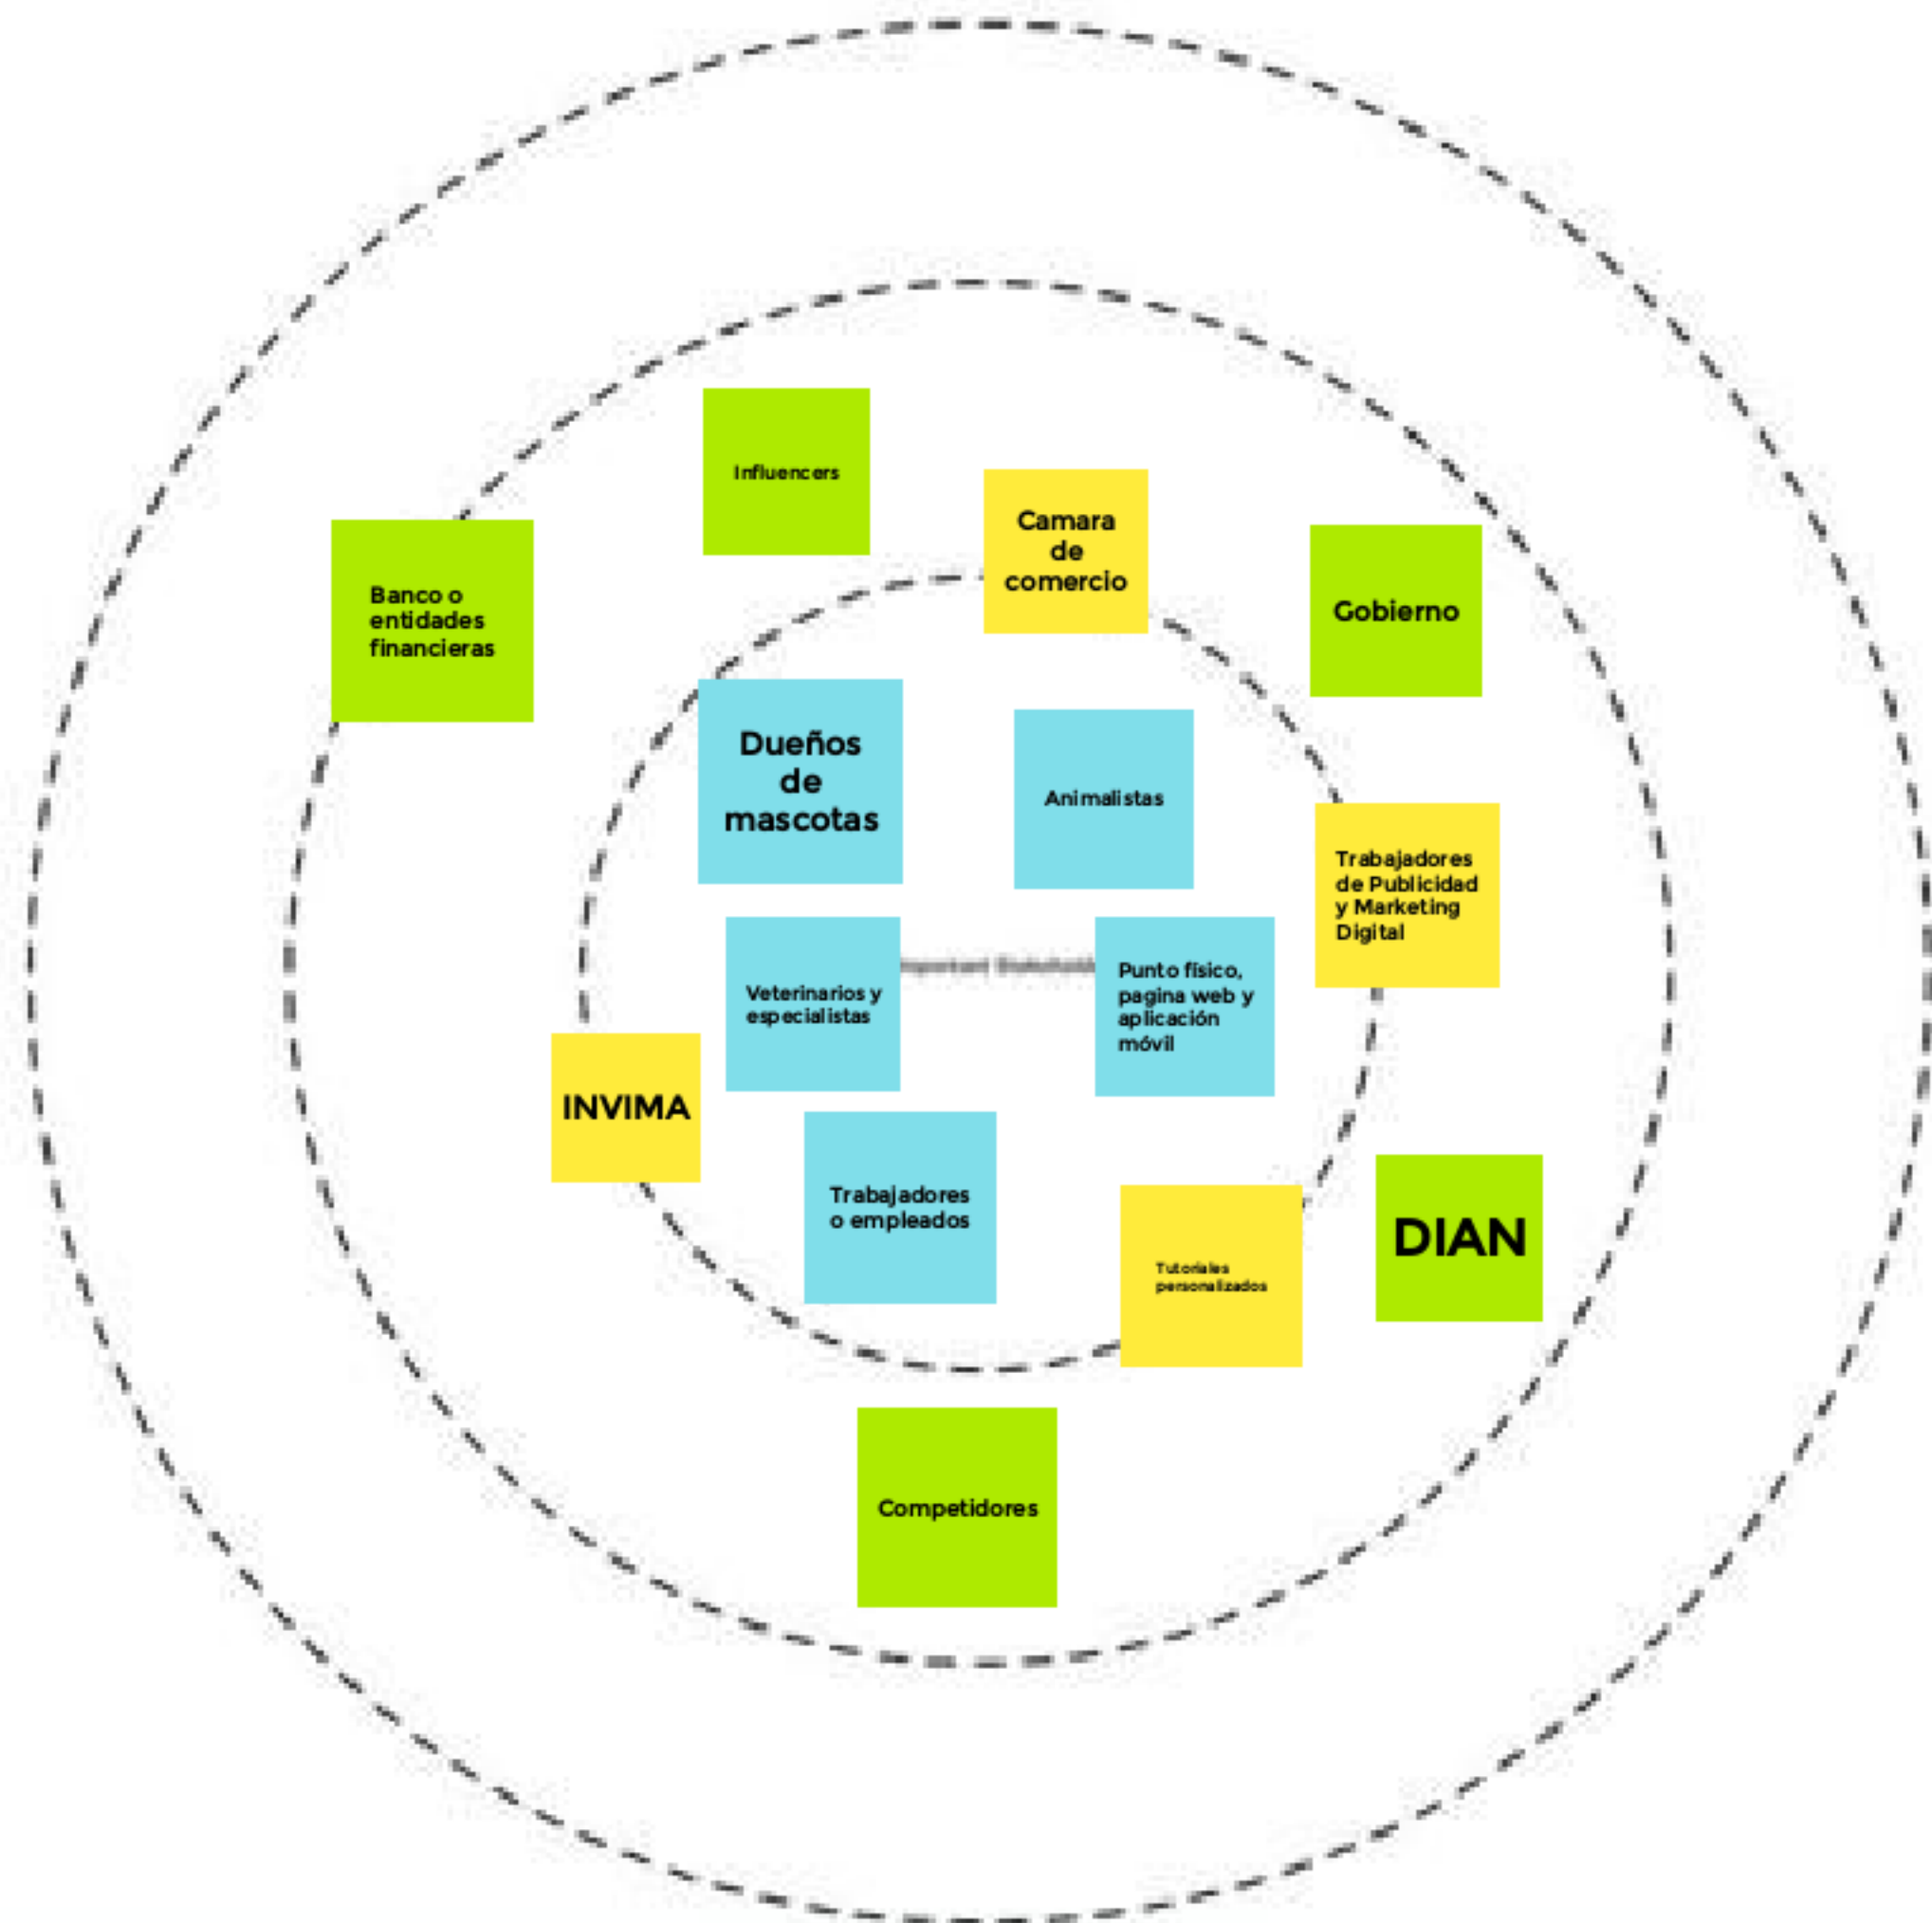 Influencers
Camara
de
comercio
Banco o
entidades
financieras
Gobierno
Dueños
de
mascotas
Animalistas
Trabajadores
de Publicidad
y Marketing
Digital
Veterinarios y
especialistas
Punto físico,
pagina web y
aplicación
móvil
INVIMA
Trabajadores
o empleados
DIAN
Tutoriales
personalizados
Competidores